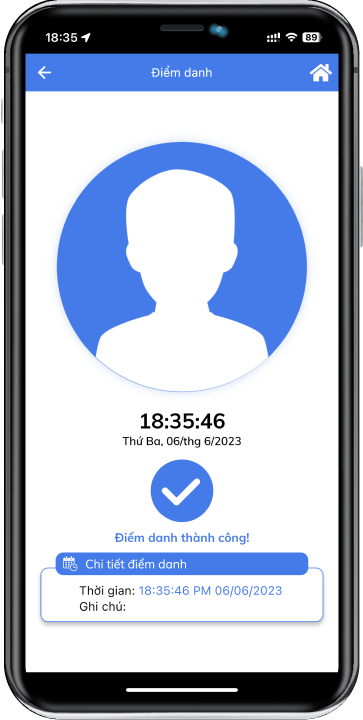 18:35
89
Điểm danh
18:35:46
Thứ Ba, 06/thg 6/2023
Điểm danh thành công!
Chi tiết điểm danh
Thời gian: 18:35:46 PM 06/06/2023
Ghi chú: